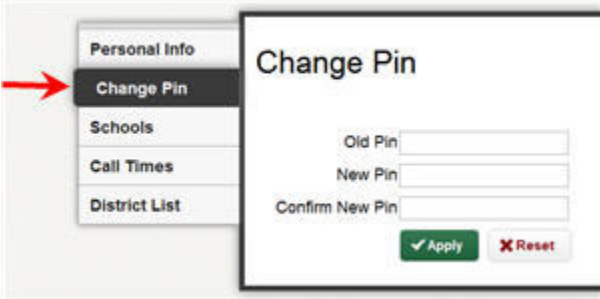 Personal Info
Change Pin
Schools
Call Times
District List
Change Pin
Old Pin
New Pin
Confirm New Pin
Apply
Reset